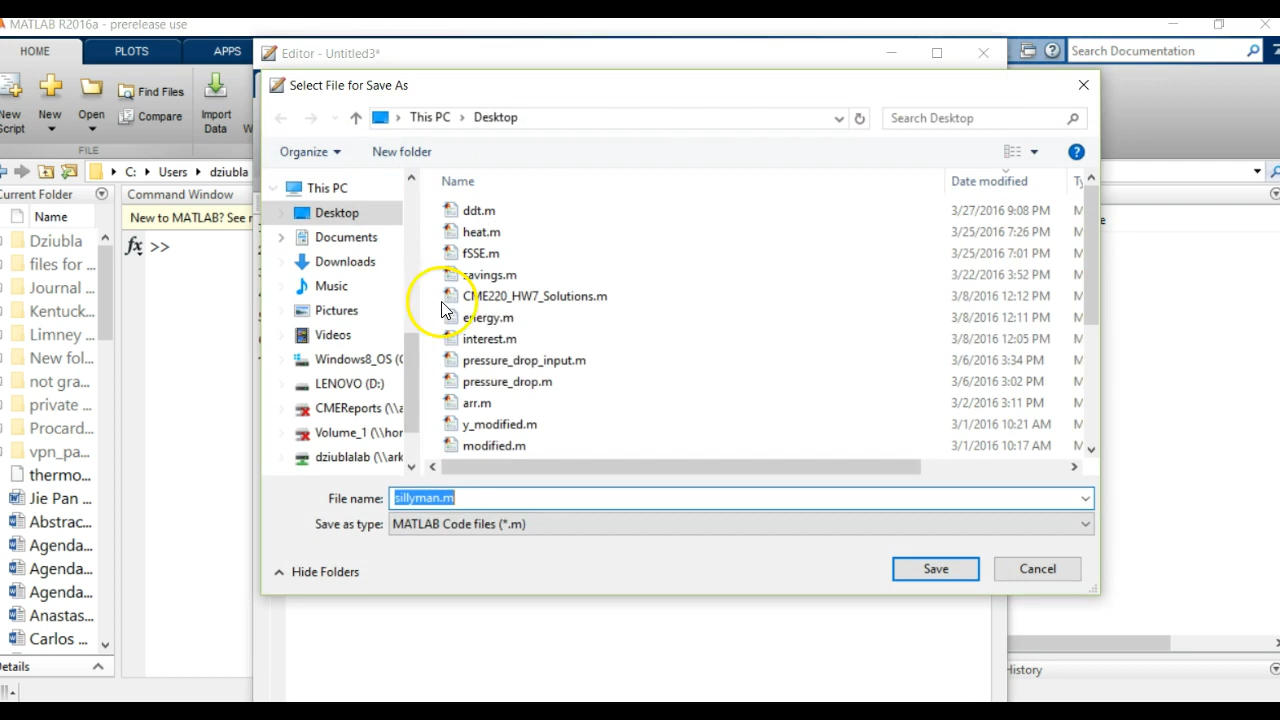 MATLAB R2016a - prerelease use
HOME
PLOTS
APPS
Editor - Untitled3*
Search Documentation
Select File for Save As
This PC › Desktop
Search Desktop
New
Script
New
Open
Find Files
Compare
Import
Data
FILE
Organize
New folder
C: Users dziubla
Current Folder
Command Window
Name
New to MATLAB? See
fx >>
Dziubla
files for ...
Journal ...
Kentuck...
Limney ...
New fol...
not gra...
private ...
Procard...
vpn_pa...
thermo...
Jie Pan ...
Abstrac...
Agenda...
Agenda...
Agenda...
Anastas...
Carlos ...
Details
This PC
Desktop
Documents
Downloads
Music
Pictures
Videos
Windows8_OS (C
LENOVO (D:)
CMEReports (\\a
Volume_1 (\\hor
dziublalab (\\ark
Name Date modified Ty
ddt.m 3/27/2016 9:08 PM M
heat.m 3/25/2016 7:26 PM M
fSSE.m 3/25/2016 7:01 PM M
savings.m 3/22/2016 3:52 PM M
CME220_HW7_Solutions.m 3/8/2016 12:12 PM M
energy.m 3/8/2016 12:11 PM M
interest.m 3/8/2016 12:05 PM M
pressure_drop_input.m 3/6/2016 3:34 PM M
pressure_drop.m 3/6/2016 3:02 PM M
arr.m 3/2/2016 3:11 PM M
y_modified.m 3/1/2016 10:21 AM M
modified.m 3/1/2016 10:17 AM M
File name: sillyman.m
Save as type: MATLAB Code files (*.m)
Hide Folders
Save
Cancel
History